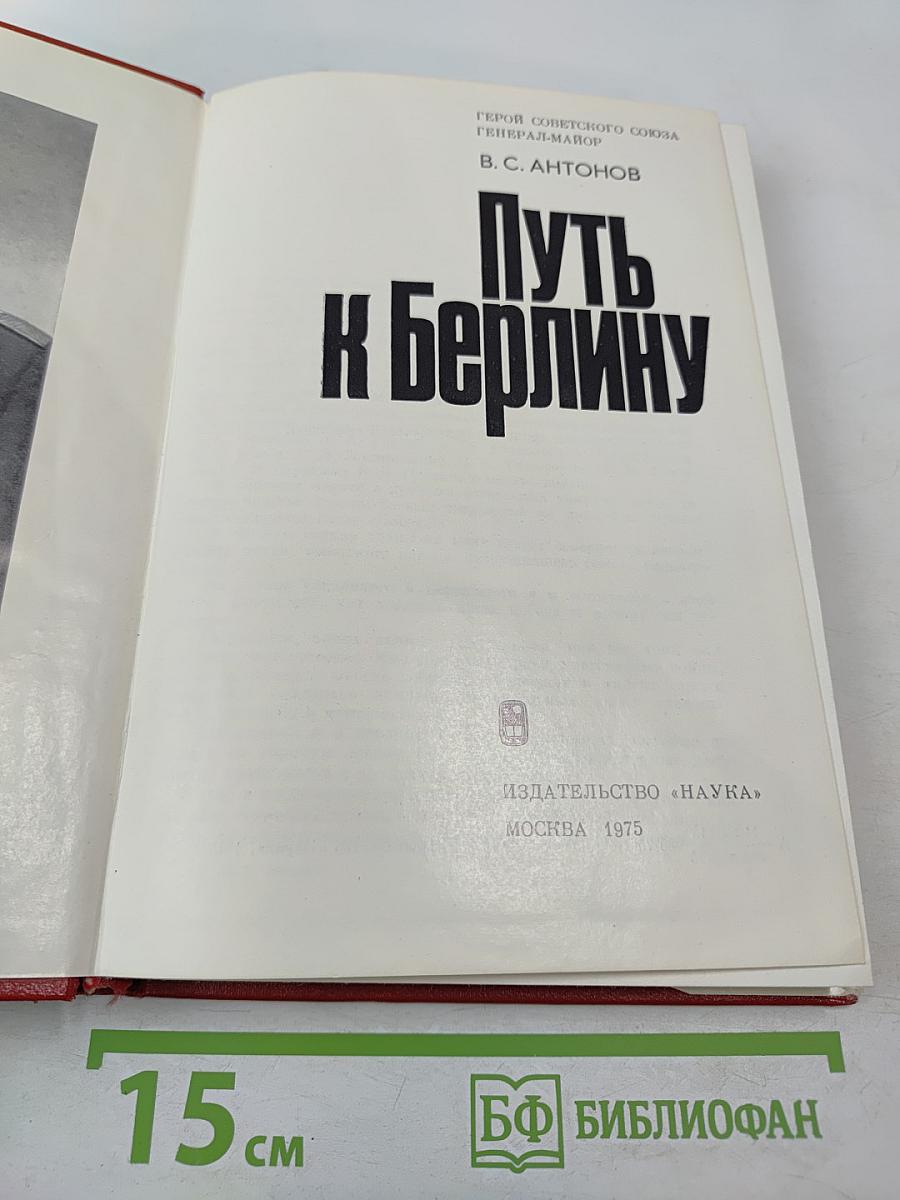 ГЕРОЙ СОВЕТСКОГО СОЮЗА
ГЕНЕРАЛ-МАЙОР
В. С. АНТОНОВ
Путь
к Берлину
ИЗДАТЕЛЬСТВО «НАУКА»
МОСКВА 1975
15 см
БФ БИБЛИОФАН